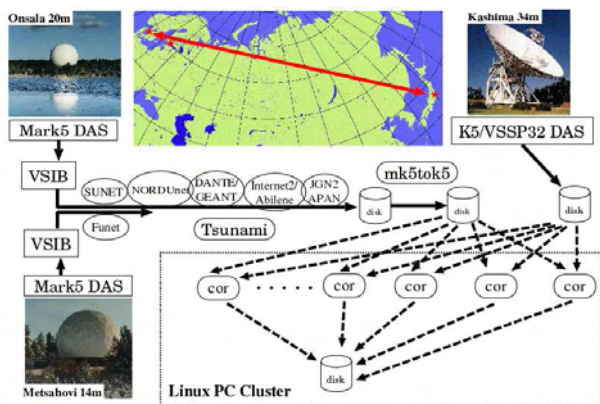 Onsala 20m
Kashima 34m
Mark5 DAS
K5/VSSP32 DAS
VSIB
SUNET
NORDUnet
DANTE/
GEANT
Internet2/
Abilene
JGN2
APAN
mk5tok5
disk
disk
disk
Funet
Tsunami
VSIB
Mark5 DAS
cor
. . . . .
cor
cor
cor
cor
disk
Metsahovi 14m
Linux PC Cluster